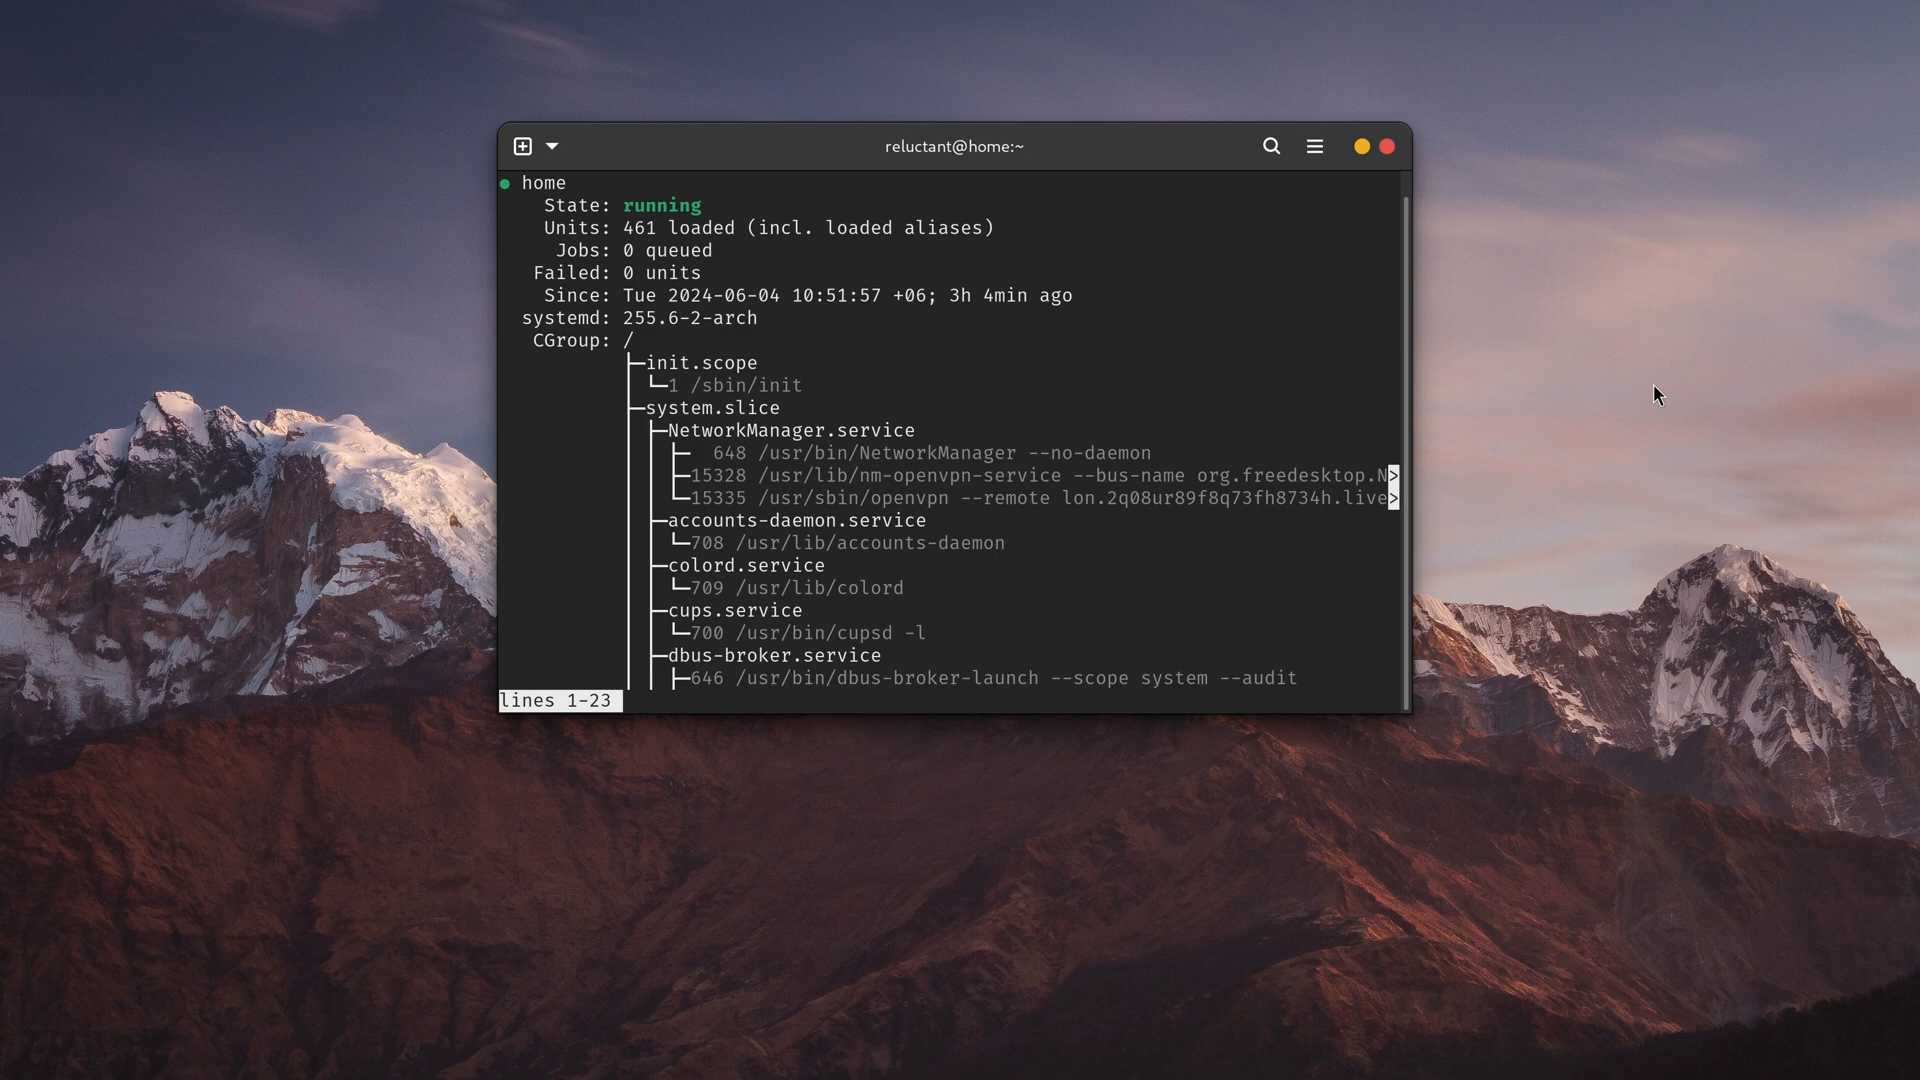 reluctant@home:~
● home
State: running
Units: 461 loaded (incl. loaded aliases)
Jobs: 0 queued
Failed: 0 units
Since: Tue 2024-06-04 10:51:57 +06; 3h 4min ago
systemd: 255.6-2-arch
CGroup: /
├─init.scope
│ └─1 /sbin/init
├─system.slice
│ ├─NetworkManager.service
│ │ ├─  648 /usr/bin/NetworkManager --no-daemon
│ │ ├─15328 /usr/lib/nm-openvpn-service --bus-name org.freedesktop.N>
│ │ └─15335 /usr/sbin/openvpn --remote lon.2q08ur89f8q73fh8734h.live>
│ ├─accounts-daemon.service
│ │ └─708 /usr/lib/accounts-daemon
│ ├─colord.service
│ │ └─709 /usr/lib/colord
│ ├─cups.service
│ │ └─700 /usr/bin/cupsd -l
│ ├─dbus-broker.service
│ │ ├─646 /usr/bin/dbus-broker-launch --scope system --audit
lines 1-23